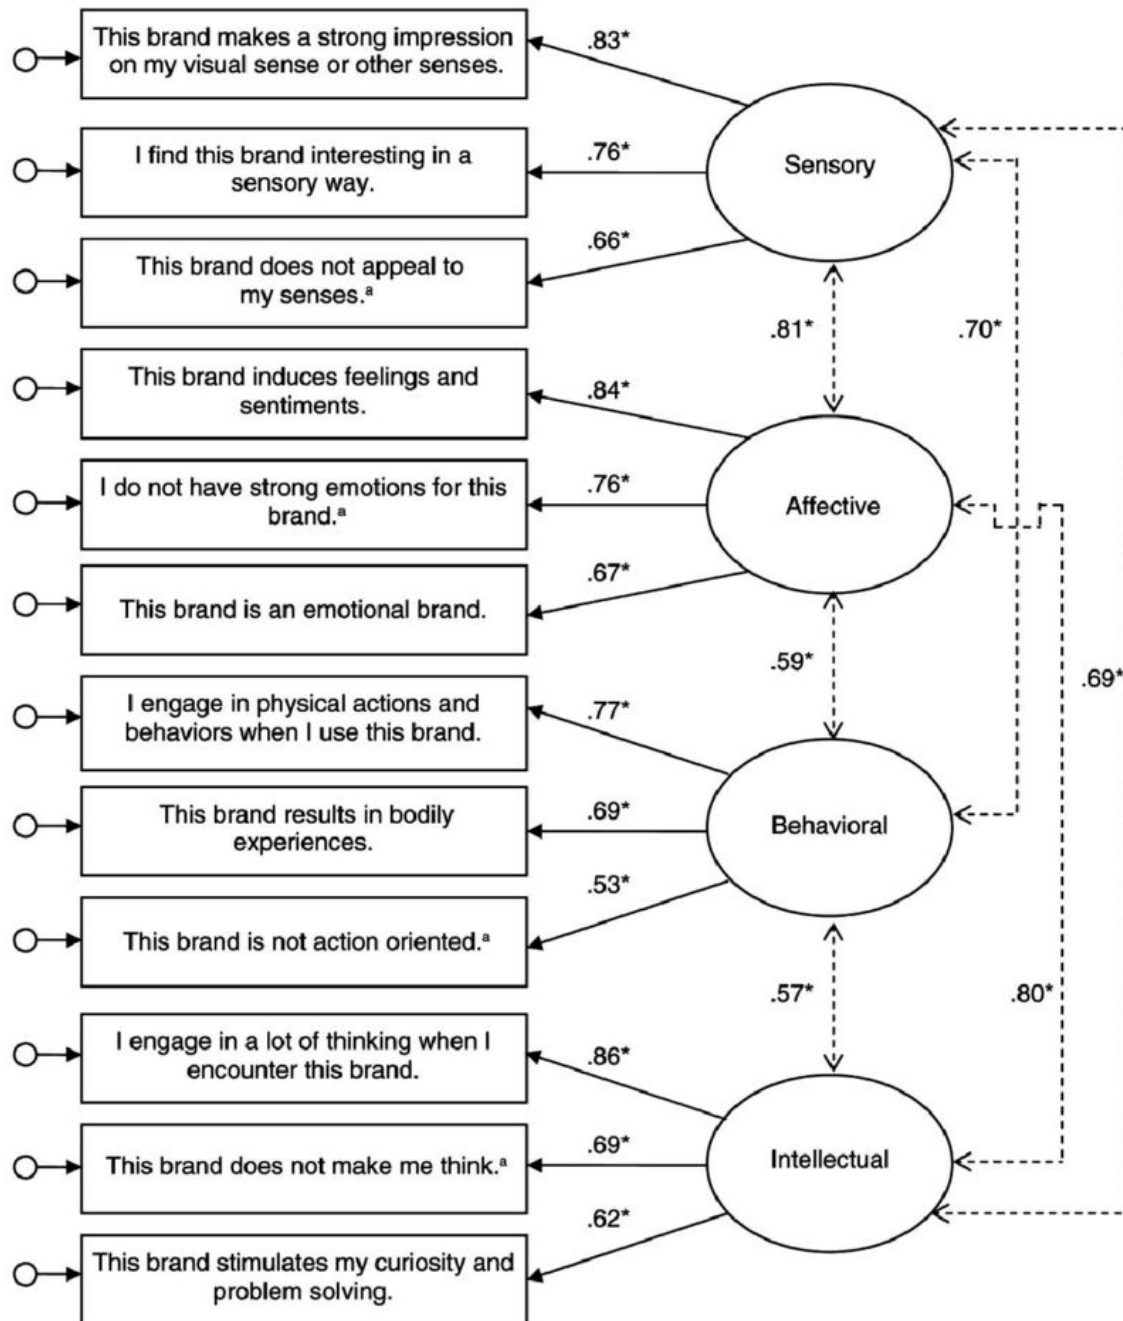 This brand makes a strong impression
on my visual sense or other senses.
.83*
I find this brand interesting in a
sensory way.
.76*
Sensory
This brand does not appeal to
my senses.ª
.66*
.81*
.70*
This brand induces feelings and
sentiments.
.84*
I do not have strong emotions for this
brand.ª
.76*
Affective
This brand is an emotional brand.
.67*
.59*
.69*
I engage in physical actions and
behaviors when I use this brand.
.77*
This brand results in bodily
experiences.
.69*
Behavioral
This brand is not action oriented.ª
.53*
.57*
.80*
I engage in a lot of thinking when I
encounter this brand.
.86*
This brand does not make me think.ª
.69*
Intellectual
This brand stimulates my curiosity and
problem solving.
.62*